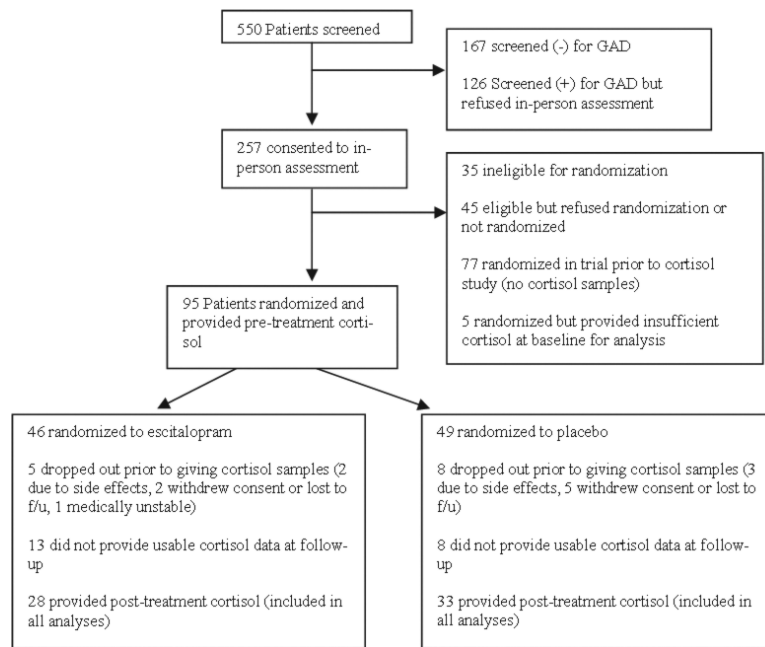 550 Patients screened
167 screened (-) for GAD
126 Screened (+) for GAD but
refused in-person assessment
257 consented to in-
person assessment
35 ineligible for randomization
45 eligible but refused randomization or
not randomized
77 randomized in trial prior to cortisol
study (no cortisol samples)
5 randomized but provided insufficient
cortisol at baseline for analysis
95 Patients randomized and
provided pre-treatment corti-
sol
46 randomized to escitalopram
5 dropped out prior to giving cortisol samples (2
due to side effects, 2 withdrew consent or lost to
f/u, 1 medically unstable)
13 did not provide usable cortisol data at follow-
up
28 provided post-treatment cortisol (included in
all analyses)
49 randomized to placebo
8 dropped out prior to giving cortisol samples (3
due to side effects, 5 withdrew consent or lost to
f/u)
8 did not provide usable cortisol data at follow-
up
33 provided post-treatment cortisol (included in
all analyses)